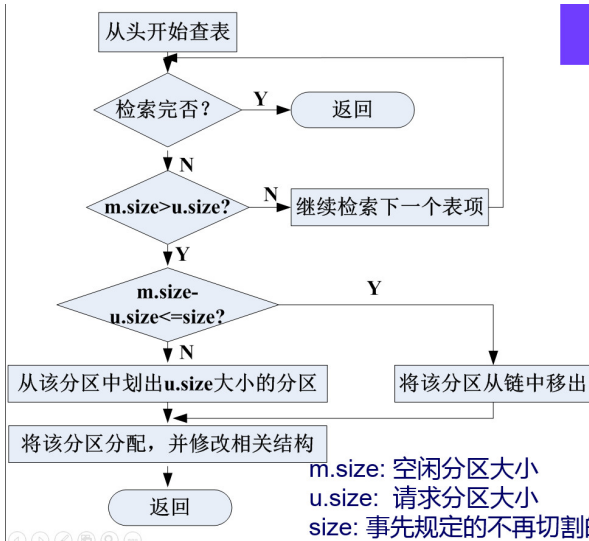 从头开始查表
检索完否？
Y
返回
N
m.size>u.size?
N
继续检索下一个表项
Y
m.size-
u.size<=size?
Y
N
从该分区中划出u.size大小的分区
将该分区从链中移出
将该分区分配，并修改相关结构
返回
m.size: 空闲分区大小
u.size: 请求分区大小
size: 事先规定的不再切割的